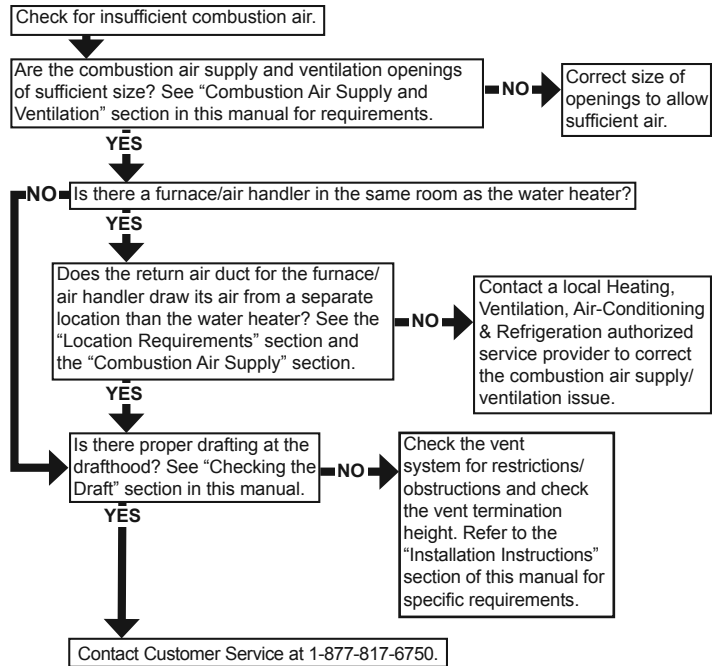 Check for insufficient combustion air.
Are the combustion air supply and ventilation openings
of sufficient size? See “Combustion Air Supply and
Ventilation” section in this manual for requirements.
NO
Correct size of
openings to allow
sufficient air.
YES
NO
Is there a furnace/air handler in the same room as the water heater?
YES
Does the return air duct for the furnace/
air handler draw its air from a separate
location than the water heater? See the
“Location Requirements” section and
the “Combustion Air Supply” section.
NO
Contact a local Heating,
Ventilation, Air-Conditioning
& Refrigeration authorized
service provider to correct
the combustion air supply/
ventilation issue.
YES
Is there proper drafting at the
drafthood? See “Checking the
Draft” section in this manual.
NO
Check the vent
system for restrictions/
obstructions and check
the vent termination
height. Refer to the
“Installation Instructions”
section of this manual for
specific requirements.
YES
Contact Customer Service at 1-877-817-6750.